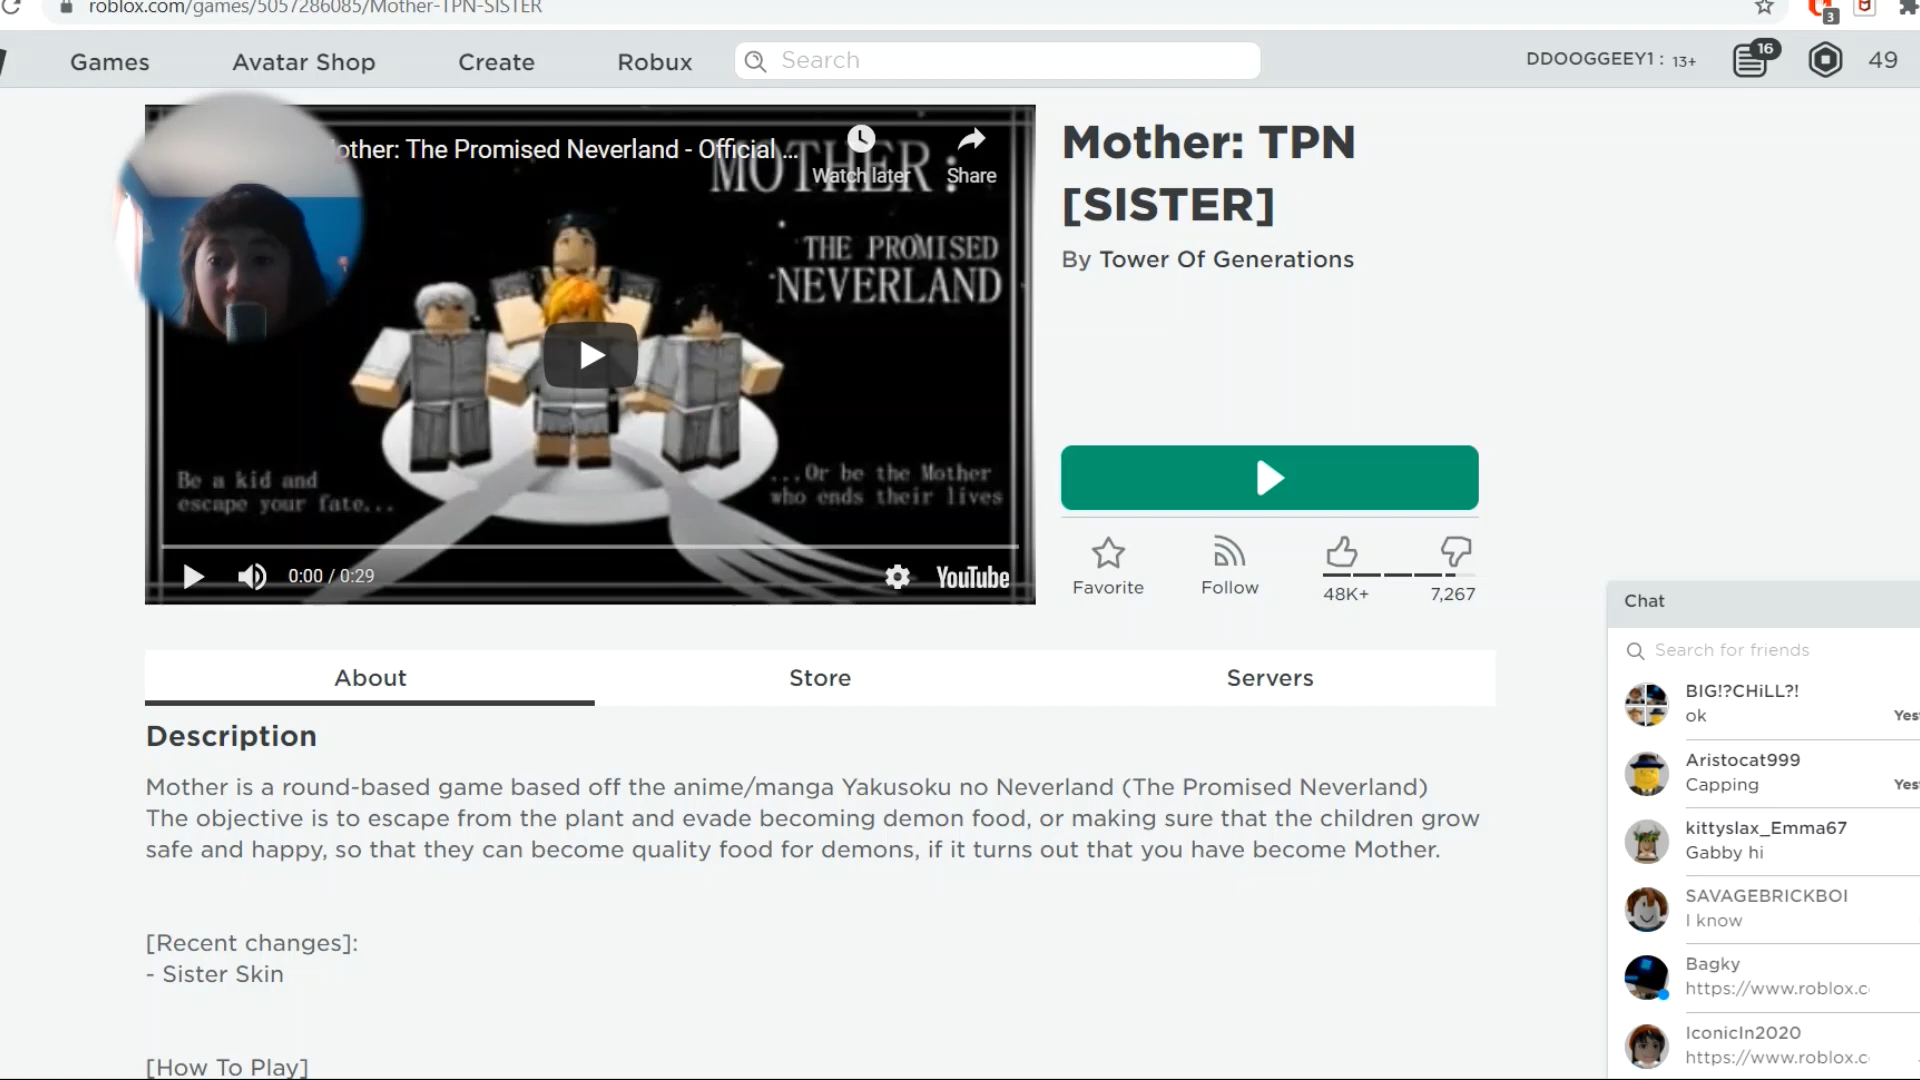 roblox.com/games/5057286085/Mother-TPN-SISTER
3
Games
Avatar Shop
Create
Robux
Search
DDOOGGEEY1 : 13+
16
49
other: The Promised Neverland - Official ...
Watch later
Share
MOTHER :
THE PROMISED
NEVERLAND
Be a kid and
escape your fate...
...Or be the Mother
who ends their lives
0:00 / 0:29
YouTube
Mother: TPN
[SISTER]
By Tower Of Generations
Favorite
Follow
48K+
7,267
About
Store
Servers
Description
Mother is a round-based game based off the anime/manga Yakusoku no Neverland (The Promised Neverland)
The objective is to escape from the plant and evade becoming demon food, or making sure that the children grow
safe and happy, so that they can become quality food for demons, if it turns out that you have become Mother.
[Recent changes]:
- Sister Skin
[How To Play]
Chat
Search for friends
BIG!?CHiLL?!
ok
Yes
Aristocat999
Capping
Yes
kittyslax_Emma67
Gabby hi
SAVAGEBRICKBOI
I know
Bagky
https://www.roblox.c
IconicIn2020
https://www.roblox.c